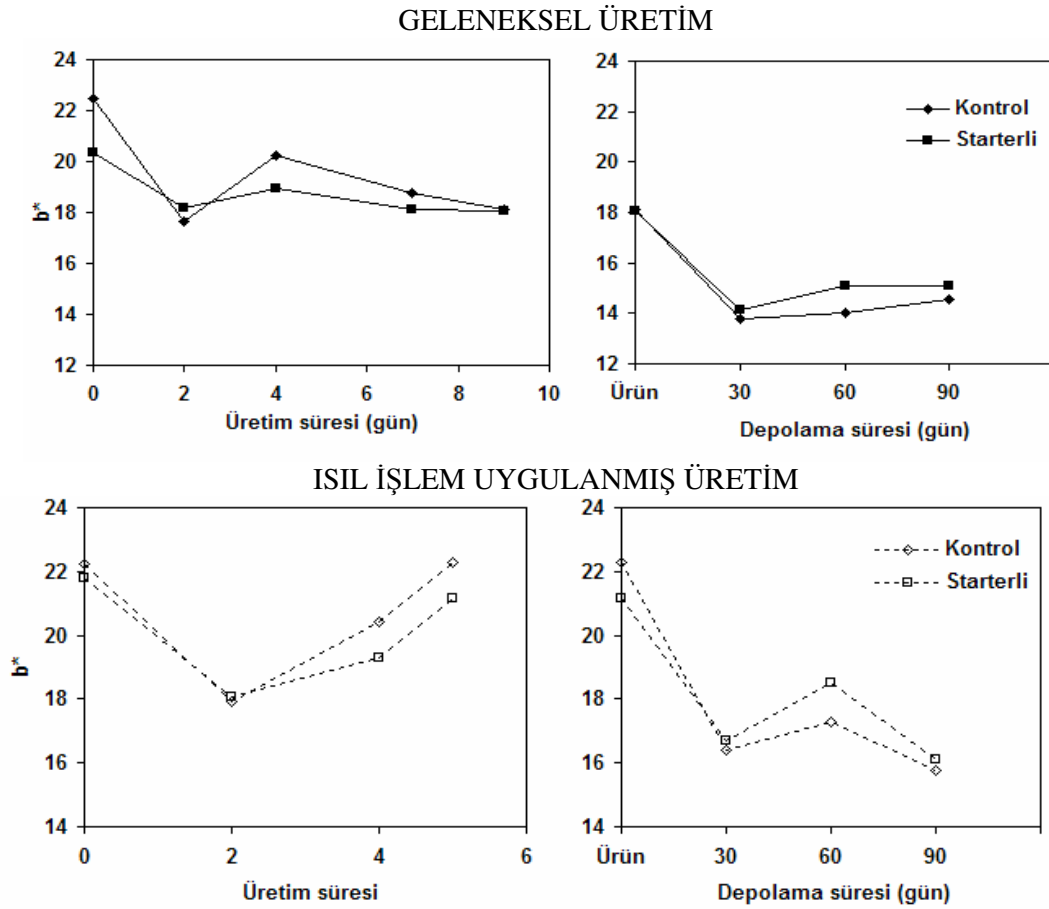 GELENEKSEL ÜRETİM
24
22
20
18
16
14
12
b*
0 2 4 6 8 10
Üretim süresi (gün)
24
22
20
18
16
14
12
Kontrol
Starterli
Ürün 30 60 90
Depolama süresi (gün)
ISIL İŞLEM UYGULANMIŞ ÜRETİM
24
22
20
18
16
14
b*
0 2 4 6
Üretim süresi
24
22
20
18
16
14
Kontrol
Starterli
Ürün 30 60 90
Depolama süresi (gün)